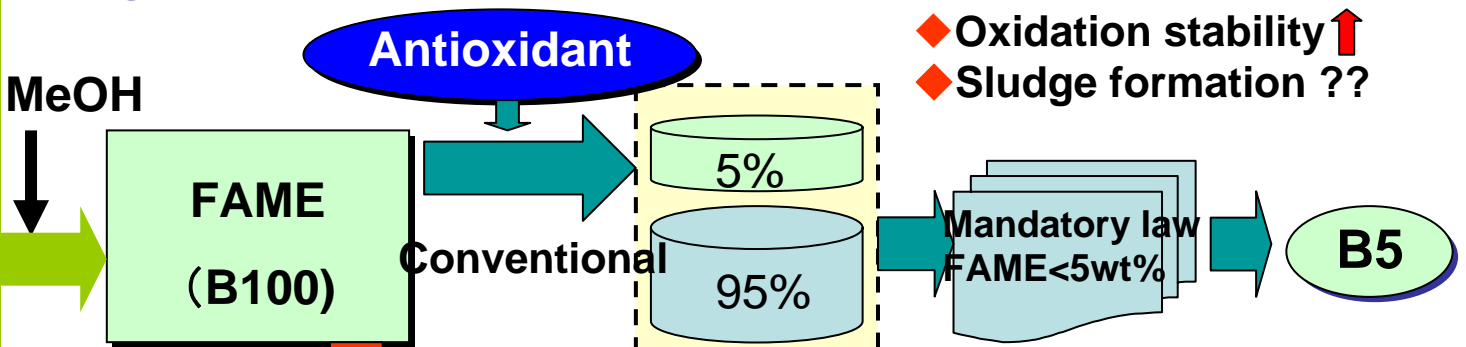 Antioxidant
◆Oxidation stability
◆Sludge formation ??
MeOH
FAME
（B100)
Conventional
5%
95%
Mandatory law
FAME<5wt%
B5